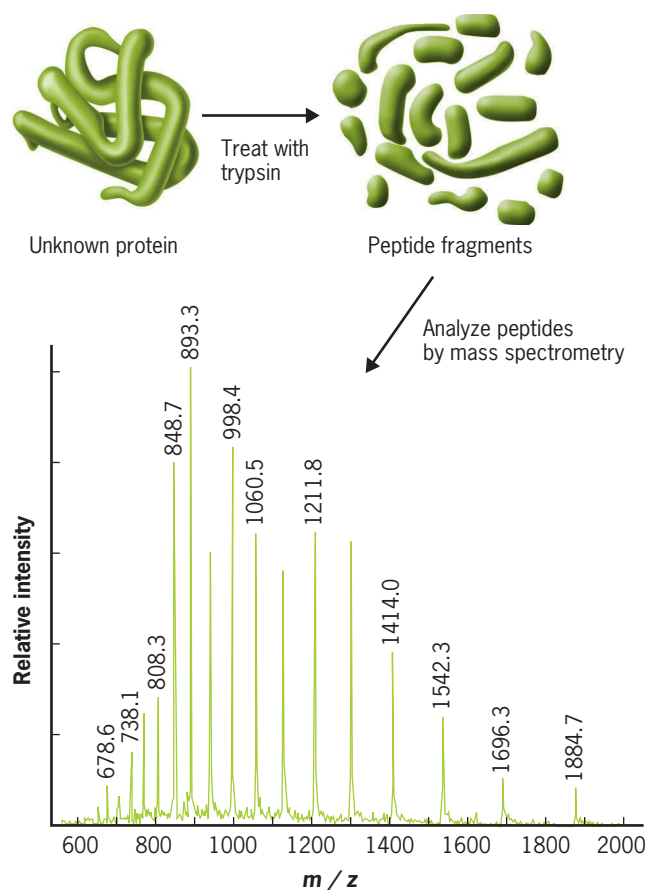 Treat with
trypsin
Unknown protein
Peptide fragments
Analyze peptides
by mass spectrometry
Relative intensity
678.6
738.1
808.3
848.7
893.3
998.4
1060.5
1211.8
1414.0
1542.3
1696.3
1884.7
600 800 1000 1200 1400 1600 1800 2000
m / z